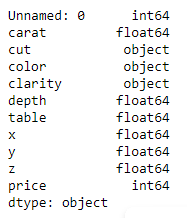 Unnamed: 0 int64
carat float64
cut object
color object
clarity object
depth float64
table float64
x float64
y float64
z float64
price int64
dtype: object